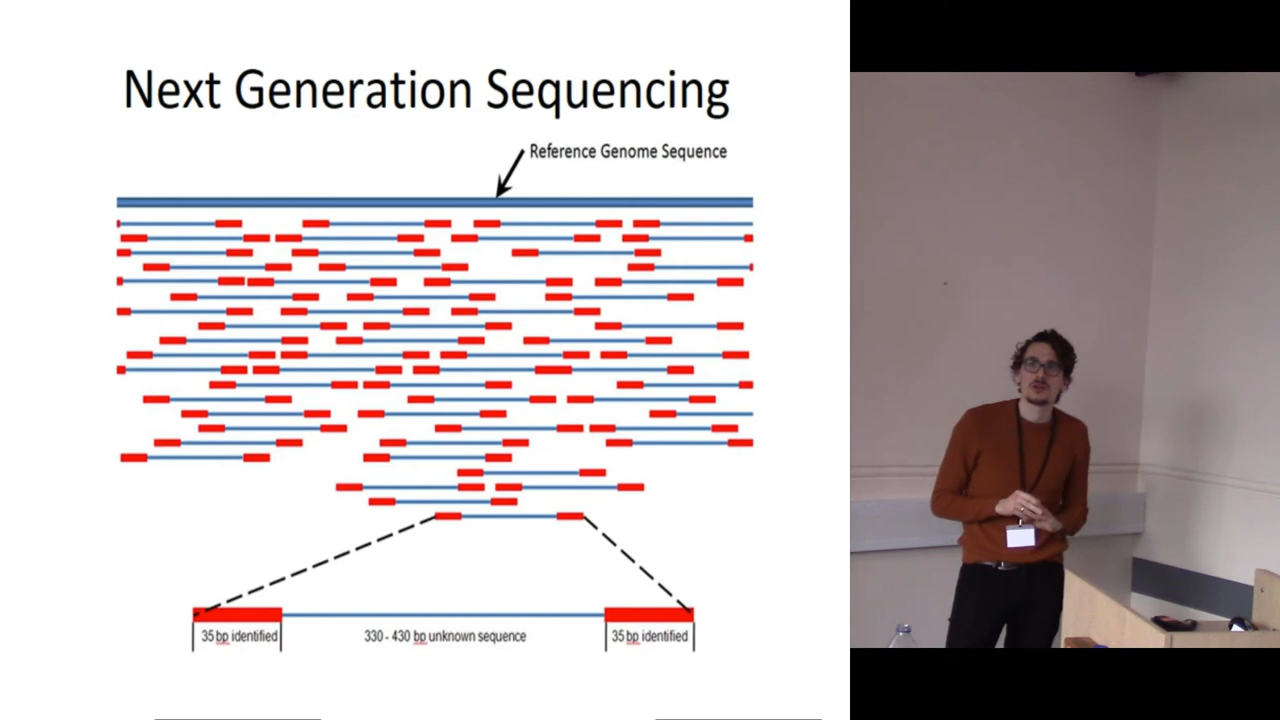 Next Generation Sequencing
Reference Genome Sequence
35 bp identified
330 - 430 bp unknown sequence
35 bp identified